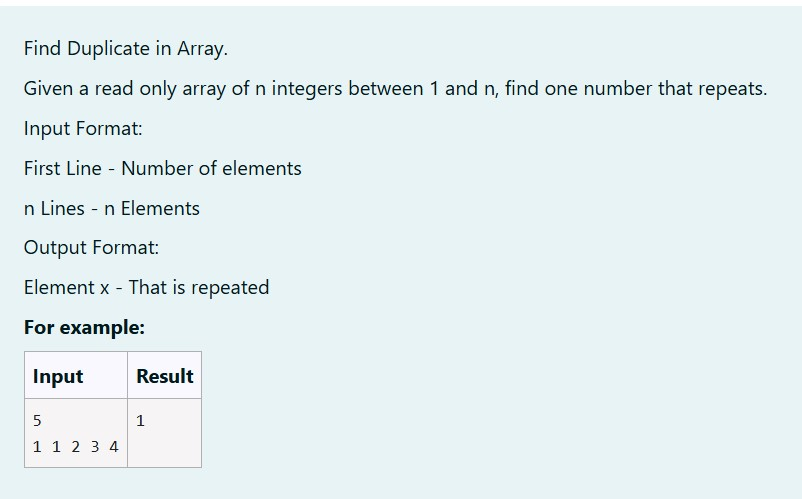 Find Duplicate in Array.
Given a read only array of n integers between 1 and n, find one number that repeats.
Input Format:
First Line - Number of elements
n Lines - n Elements
Output Format:
Element x - That is repeated
For example:
Input Result
5 1
1 1 2 3 4